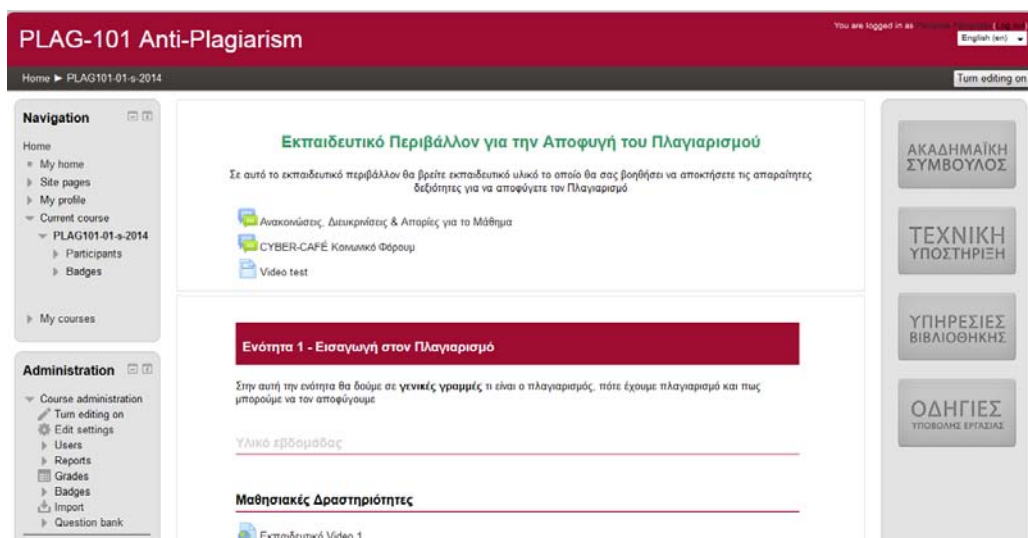 PLAG-101 Anti-Plagiarism
You are logged in as
English (en)
Home ► PLAG101-01-s-2014
Turn editing on
Navigation
Home
My home
Site pages
My profile
Current course
PLAG101-01-s-2014
Participants
Badges
My courses
Administration
Course administration
Turn editing on
Edit settings
Users
Reports
Grades
Badges
Import
Question bank
Εκπαιδευτικό Περιβάλλον για την Αποφυγή του Πλαγιαρισμού
Σε αυτό το εκπαιδευτικό περιβάλλον θα βρείτε εκπαιδευτικό υλικό το οποίο θα σας βοηθήσει να αποκτήσετε τις απαραίτητες
δεξιότητες για να αποφύγετε τον Πλαγιαρισμό
Ανακοινώσεις, Διευκρινίσεις & Απορίες για το Μάθημα
CYBER-CAFÉ Κοινωνικό Φόρουμ
Video test
Ενότητα 1 - Εισαγωγή στον Πλαγιαρισμό
Στην αυτή την ενότητα θα δούμε σε γενικές γραμμές τι είναι ο πλαγιαρισμός, πότε έχουμε πλαγιαρισμό και πως
μπορούμε να τον αποφύγουμε
Υλικό εβδομάδας
Μαθησιακές Δραστηριότητες
Εκπαιδευτικό Video 1
ΑΚΑΔΗΜΑΪΚΗ
ΣΥΜΒΟΥΛΟΣ
ΤΕΧΝΙΚΗ
ΥΠΟΣΤΗΡΙΞΗ
ΥΠΗΡΕΣΙΕΣ
ΒΙΒΛΙΟΘΗΚΗΣ
ΟΔΗΓΙΕΣ
ΥΠΟΒΟΛΗΣ ΕΡΓΑΣΙΑΣ